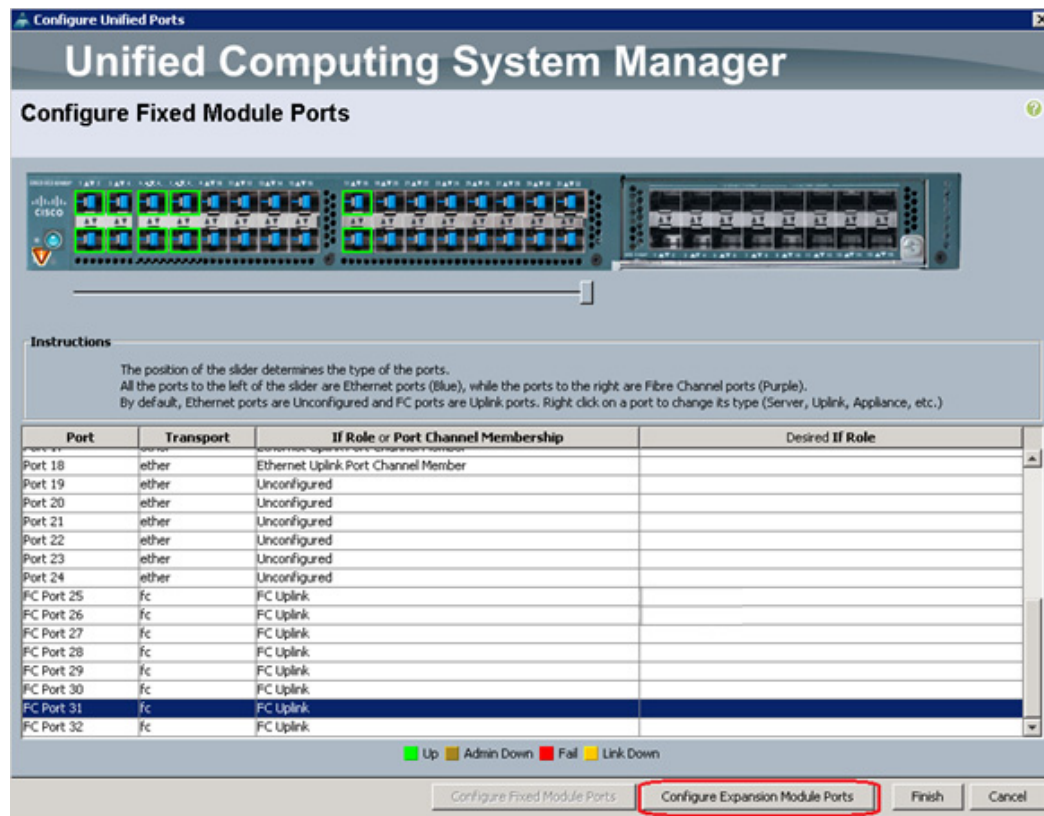 Configure Unified Ports
Unified Computing System Manager
Configure Fixed Module Ports
CISCO
Instructions
The position of the slider determines the type of the ports.
All the ports to the left of the slider are Ethernet ports (Blue), while the ports to the right are Fibre Channel ports (Purple).
By default, Ethernet ports are Unconfigured and FC ports are Uplink ports. Right click on a port to change its type (Server, Uplink, Appliance, etc.)
Port Transport If Role or Port Channel Membership Desired If Role
Port 18 ether Ethernet Uplink Port Channel Member
Port 19 ether Unconfigured
Port 20 ether Unconfigured
Port 21 ether Unconfigured
Port 22 ether Unconfigured
Port 23 ether Unconfigured
Port 24 ether Unconfigured
FC Port 25 fc FC Uplink
FC Port 26 fc FC Uplink
FC Port 27 fc FC Uplink
FC Port 28 fc FC Uplink
FC Port 29 fc FC Uplink
FC Port 30 fc FC Uplink
FC Port 31 fc FC Uplink
FC Port 32 fc FC Uplink
Up Admin Down Fail Link Down
Configure Fixed Module Ports Configure Expansion Module Ports Finish Cancel